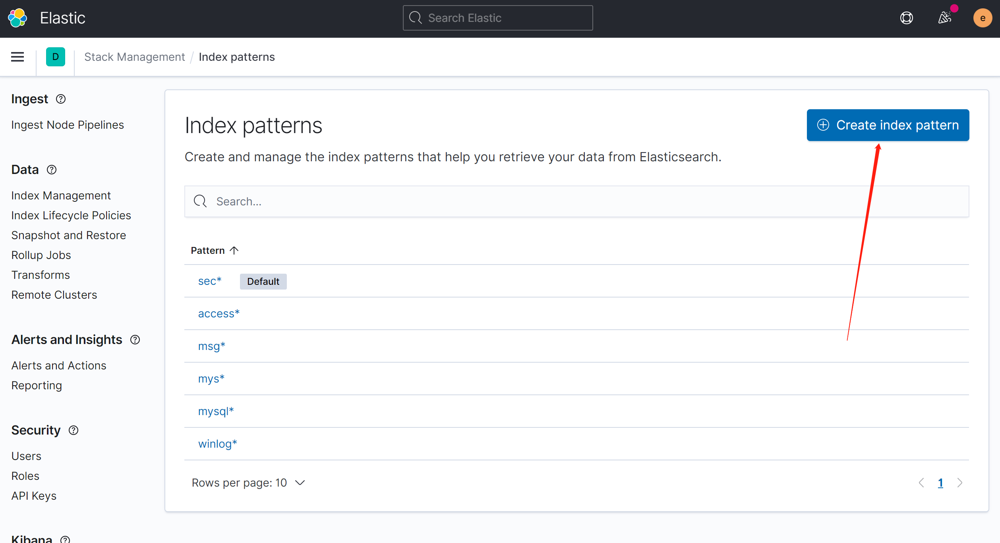 Elastic
Search Elastic
e
D
Stack Management / Index patterns
Ingest
Ingest Node Pipelines
Data
Index Management
Index Lifecycle Policies
Snapshot and Restore
Rollup Jobs
Transforms
Remote Clusters
Alerts and Insights
Alerts and Actions
Reporting
Security
Users
Roles
API Keys
Kibana
Index patterns
Create index pattern
Create and manage the index patterns that help you retrieve your data from Elasticsearch.
Search...
Pattern
sec* Default
access*
msg*
mys*
mysql*
winlog*
Rows per page: 10
1